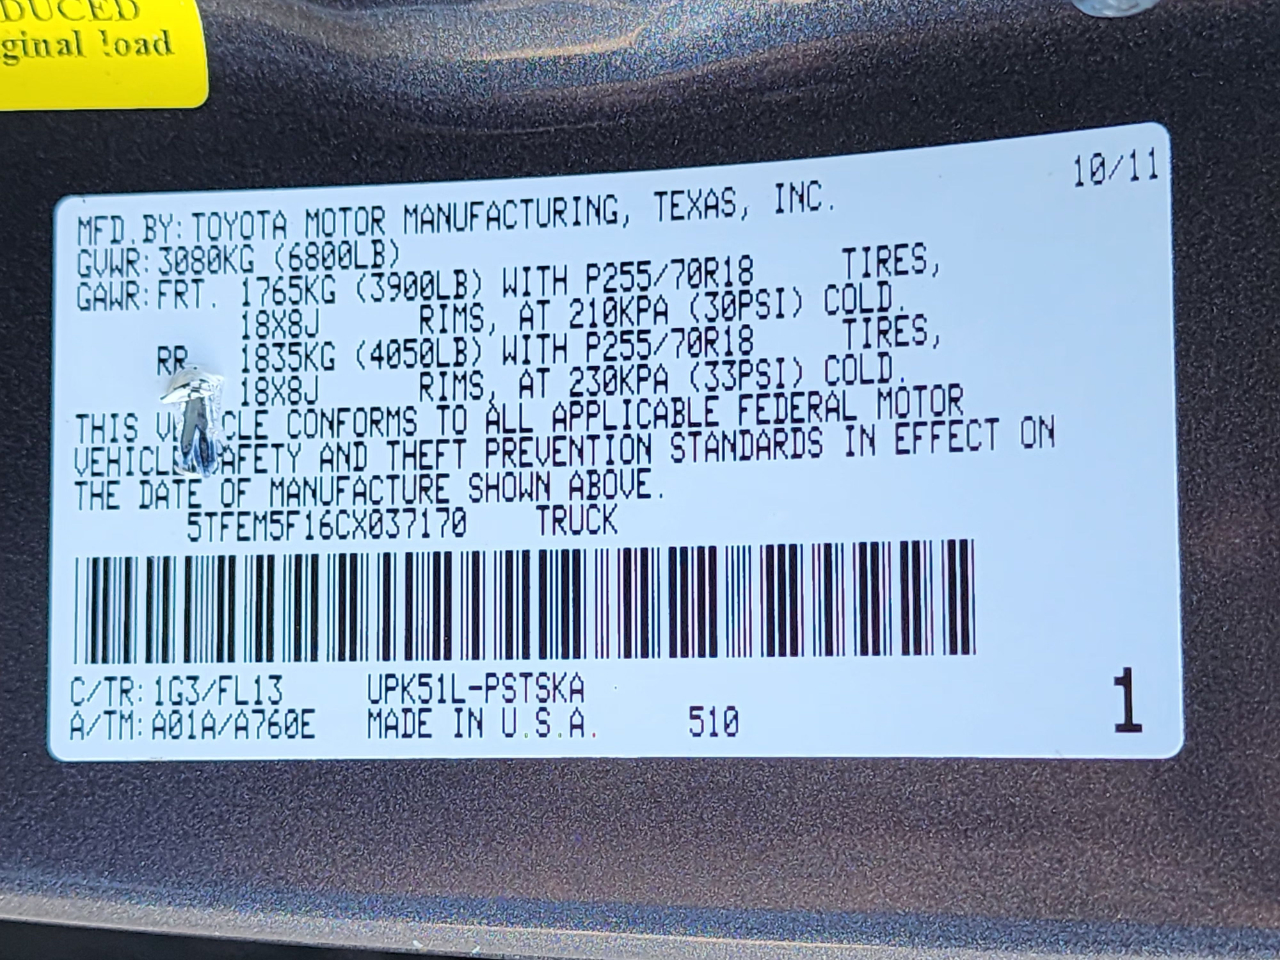 DUCED
ginal load
10/11
MFD.BY: TOYOTA MOTOR MANUFACTURING, TEXAS, INC.
GVWR: 3080KG (6800LB)
GAWR: FRT. 1765KG (3900LB) WITH P255/70R18 TIRES,
18X8J RIMS, AT 210KPA (30PSI) COLD.
RR 1835KG (4050LB) WITH P255/70R18 TIRES,
18X8J RIMS, AT 230KPA (33PSI) COLD.
THIS V CLE CONFORMS TO ALL APPLICABLE FEDERAL MOTOR
VEHICL AFETY AND THEFT PREVENTION STANDARDS IN EFFECT ON
THE DATE OF MANUFACTURE SHOWN ABOVE.
5TFEM5F16CX037170 TRUCK
C/TR: 1G3/FL13 UPK51L-PSTSKA
A/TM: A01A/A760E MADE IN U.S.A. 510
1